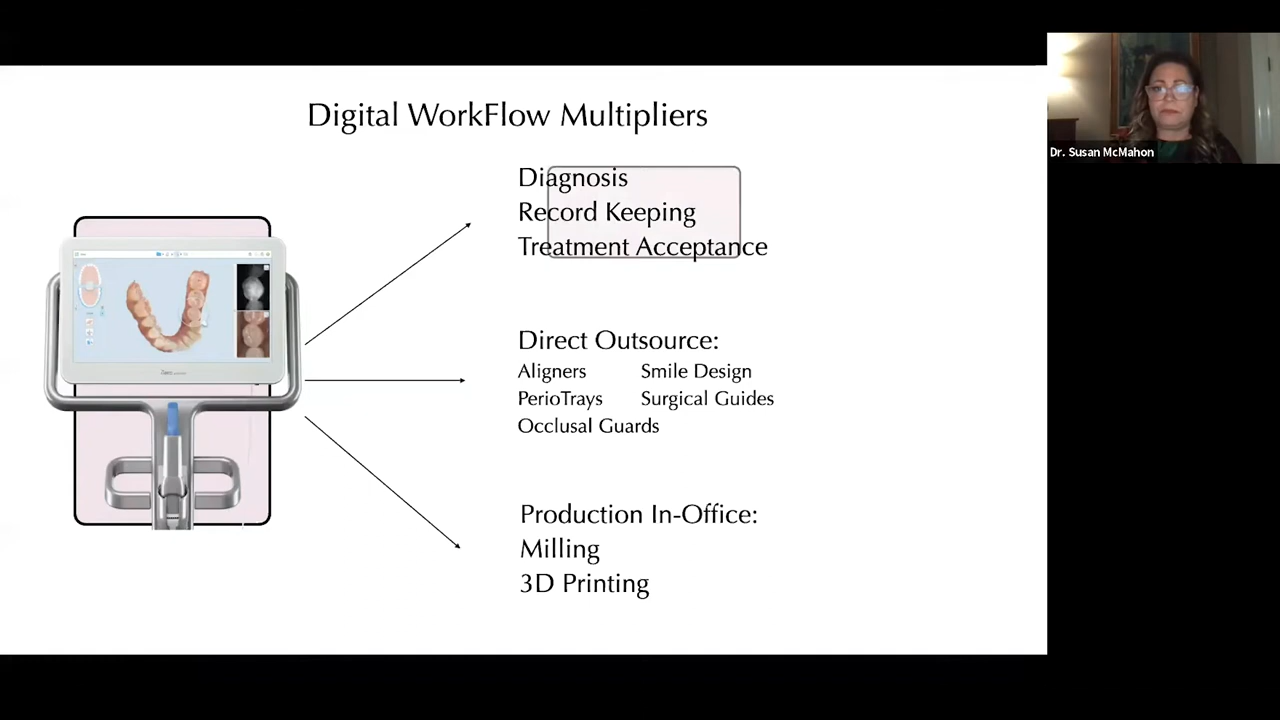 Digital WorkFlow Multipliers
Dr. Susan McMahon
Diagnosis
Record Keeping
Treatment Acceptance
Direct Outsource:
Aligners Smile Design
PerioTrays Surgical Guides
Occlusal Guards
Production In-Office:
Milling
3D Printing